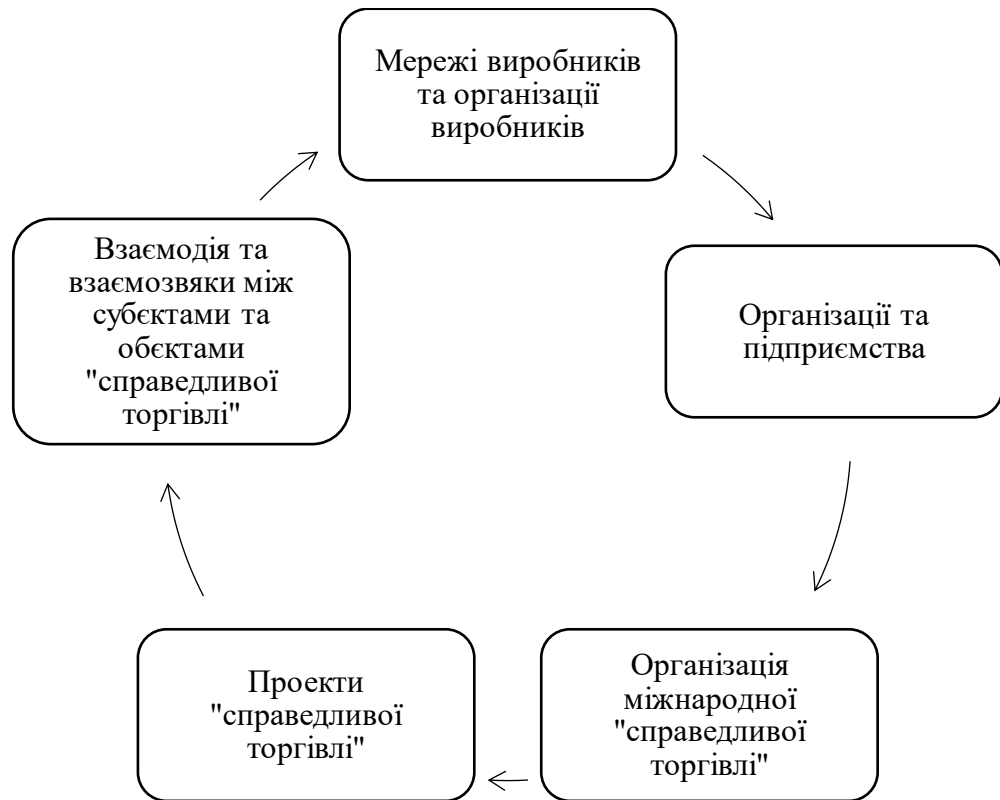 Мережі виробників
та організації
виробників
Організації та
підприємства
Організація
міжнародної
"справедливої
торгівлі"
Проекти
"справедливої
торгівлі"
Взаємодія та
взаємозвяки між
субєктами та
обєктами
"справедливої
торгівлі"